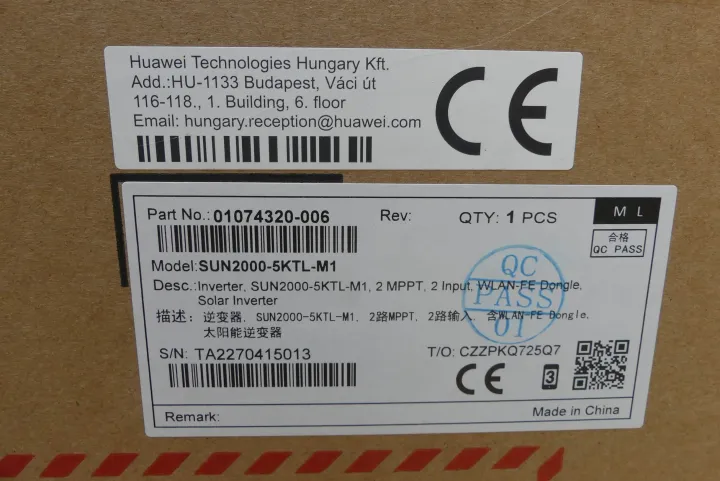 Huawei Technologies Hungary Kft.
Add.:HU-1133 Budapest, Váci út
116-118., 1. Building, 6. floor
Email: hungary.reception@huawei.com
CE
Part No.: 01074320-006 Rev: QTY: 1 PCS M L
合格
QC PASS
Model: SUN2000-5KTL-M1
Desc.: Inverter, SUN2000-5KTL-M1, 2 MPPT, 2 Input, WLAN-FE Dongle,
Solar Inverter
QC
PASS
01
描述: 逆变器, SUN2000-5KTL-M1, 2路MPPT, 2路输入, 含WLAN-FE Dongle,
太阳能逆变器
S/N: TA2270415013 T/O: CZZPKQ725Q7
CE 3
Remark: Made in China